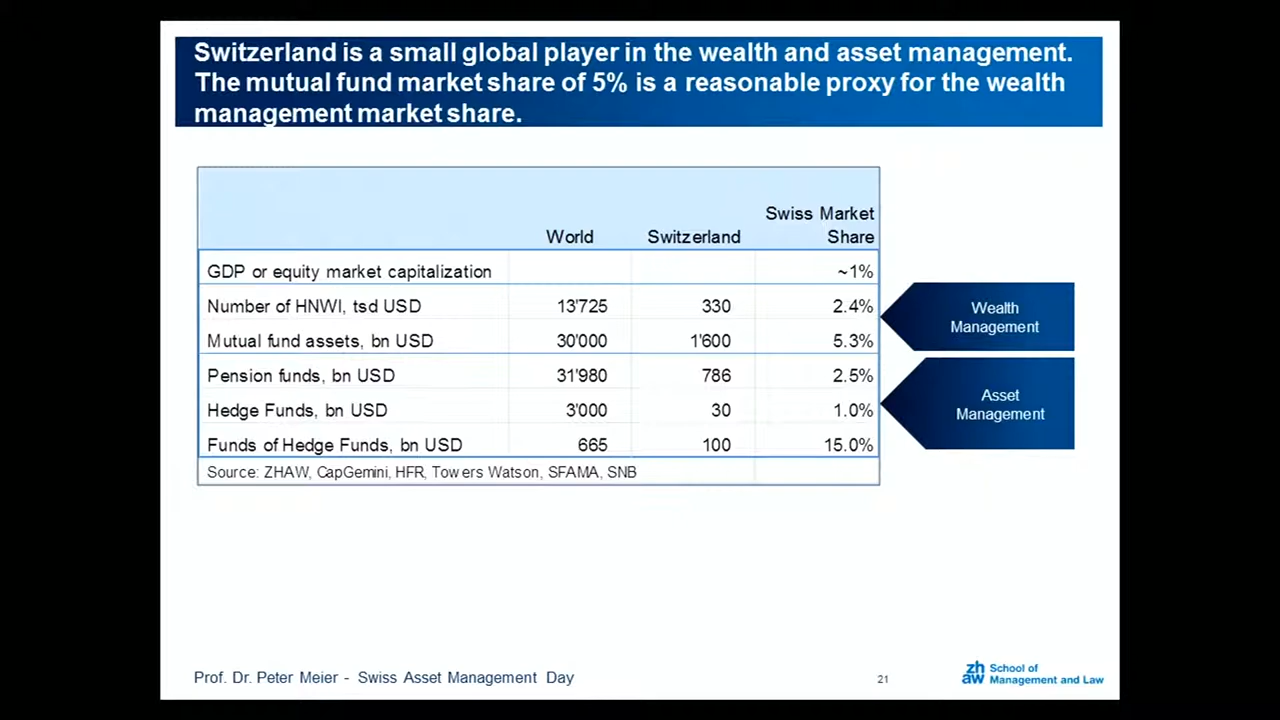 Switzerland is a small global player in the wealth and asset management.
The mutual fund market share of 5% is a reasonable proxy for the wealth
management market share.
World Switzerland Swiss Market Share
GDP or equity market capitalization ~1%
Number of HNWI, tsd USD 13'725 330 2.4%
Mutual fund assets, bn USD 30'000 1'600 5.3%
Pension funds, bn USD 31'980 786 2.5%
Hedge Funds, bn USD 3'000 30 1.0%
Funds of Hedge Funds, bn USD 665 100 15.0%
Source: ZHAW, CapGemini, HFR, Towers Watson, SFAMA, SNB
Wealth
Management
Asset
Management
Prof. Dr. Peter Meier - Swiss Asset Management Day
21
zh
aw
School of
Management and Law